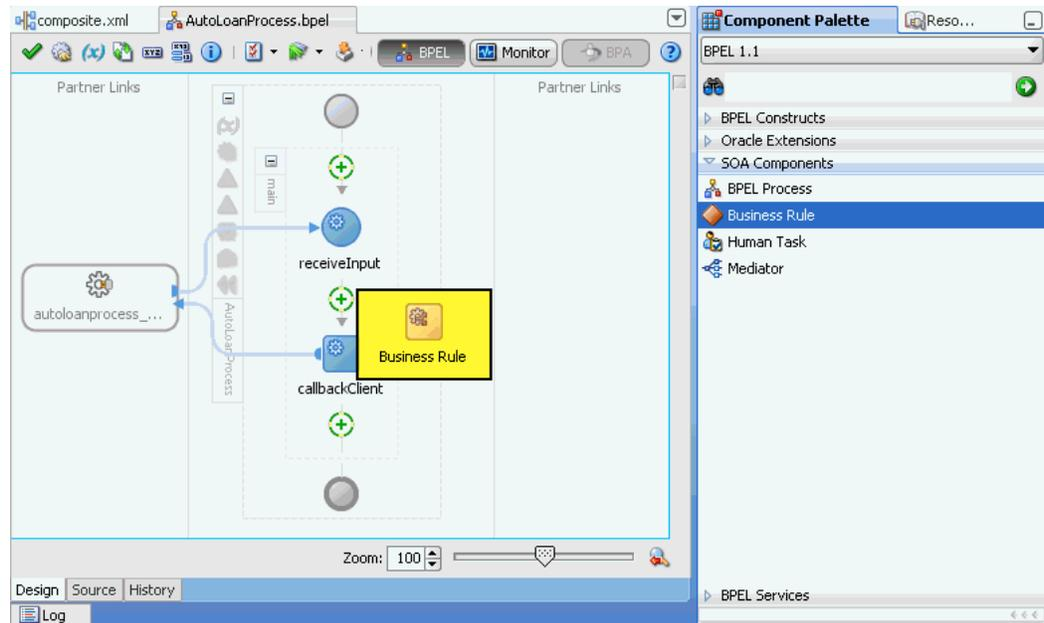 composite.xml
AutoLoanProcess.bpel
(x)
XYZ
BPEL
Monitor
BPA
Partner Links
Partner Links
(x)
main
receiveInput
autoloanprocess_...
AutoLoanProcess
Business Rule
callbackClient
Zoom: 100
Design Source History
Log
Component Palette
Reso...
BPEL 1.1
BPEL Constructs
Oracle Extensions
SOA Components
BPEL Process
Business Rule
Human Task
Mediator
BPEL Services